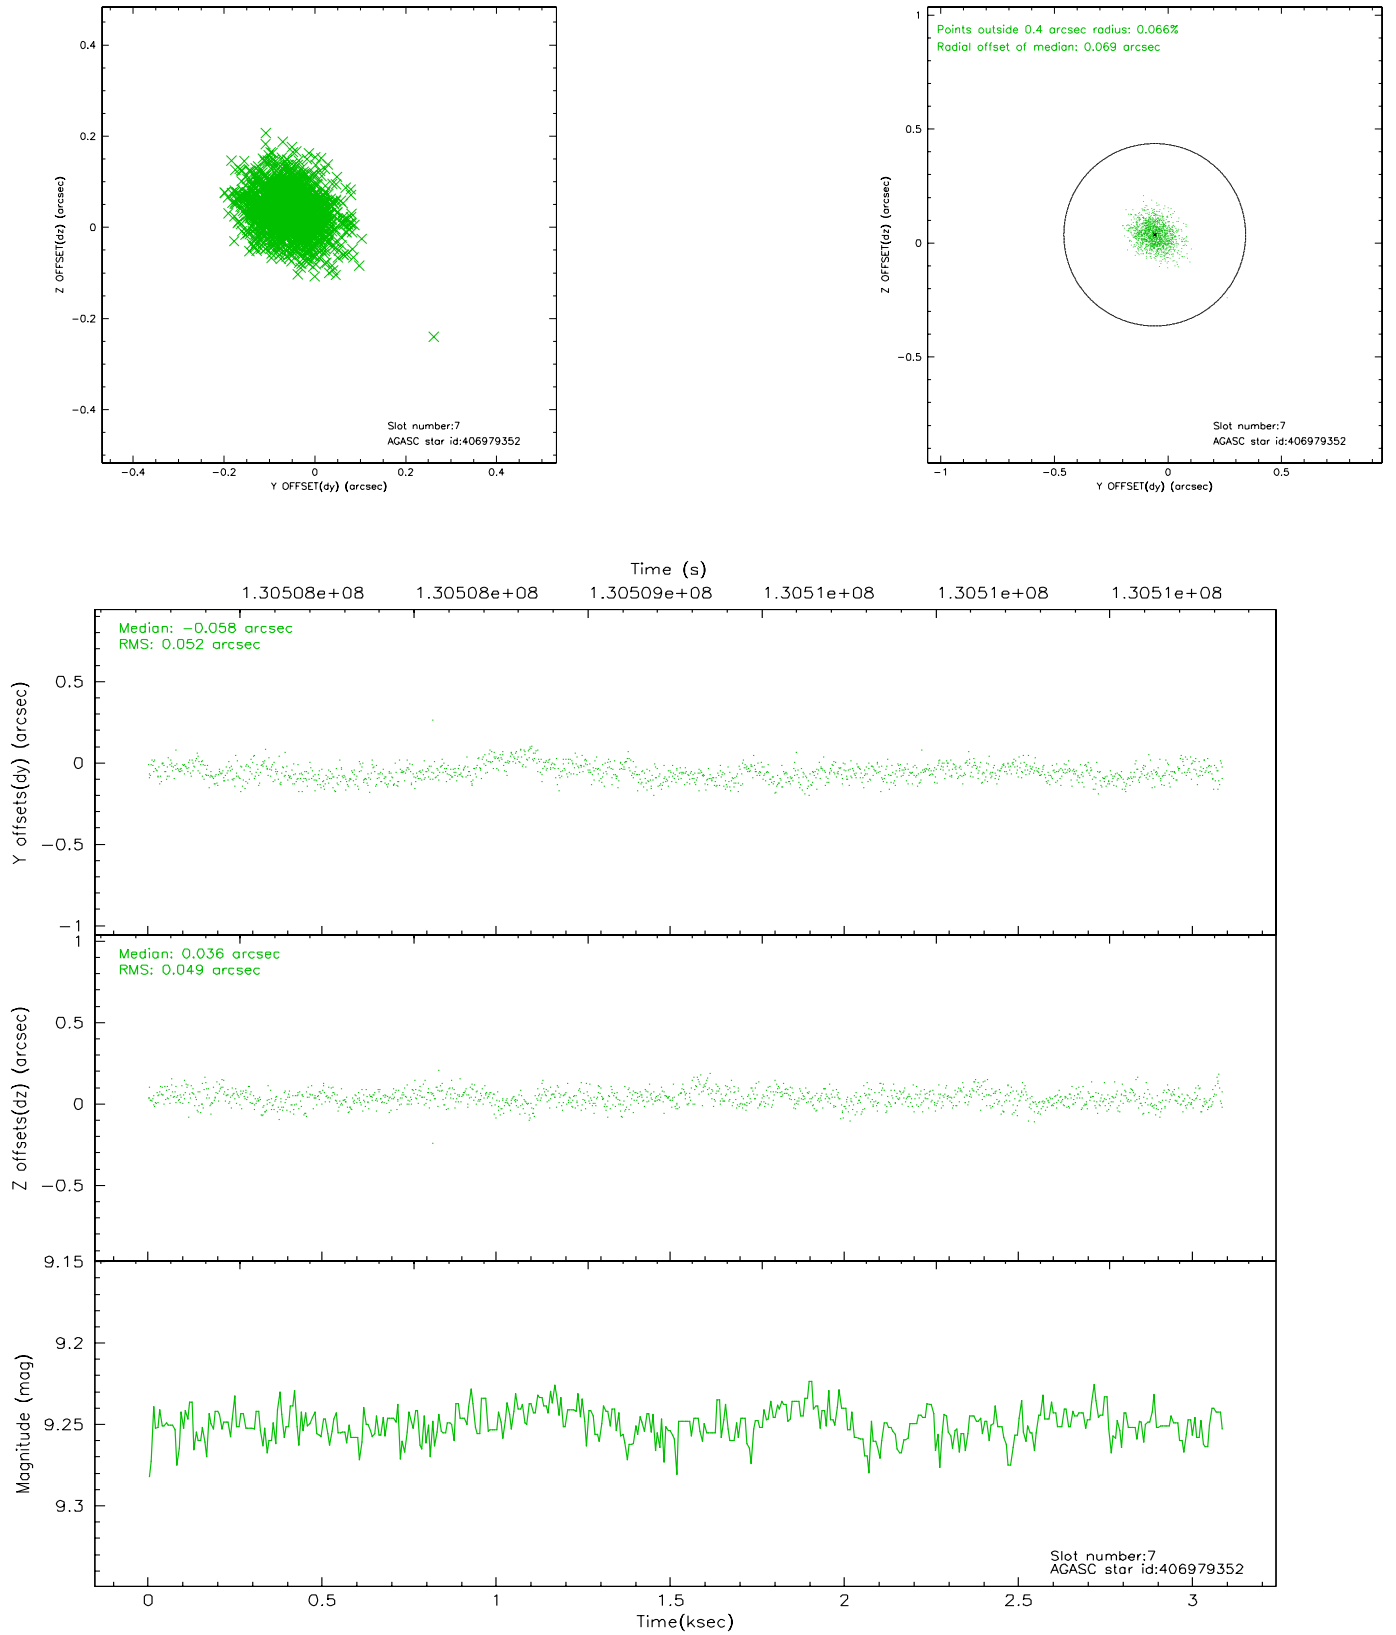 0.4
0.2
0
−0.2
−0.4
Z OFFSET(dz) (arcsec)
−0.4 −0.2 0 0.2 0.4
Y OFFSET(dy) (arcsec)
Slot number:7
AGASC star id:406979352
Points outside 0.4 arcsec radius: 0.066%
Radial offset of median: 0.069 arcsec
1
0.5
0
−0.5
Z OFFSET(dz) (arcsec)
−1 −0.5 0 0.5
Y OFFSET(dy) (arcsec)
Slot number:7
AGASC star id:406979352
Time (s)
1.30508e+08 1.30508e+08 1.30509e+08 1.3051e+08 1.3051e+08 1.3051e+08
Median: −0.058 arcsec
RMS: 0.052 arcsec
0.5
0
−0.5
−1
Y offsets(dy) (arcsec)
Median: 0.036 arcsec
RMS: 0.049 arcsec
1
0.5
0
−0.5
Z offsets(dz) (arcsec)
9.15
9.2
9.25
9.3
Magnitude (mag)
Slot number:7
AGASC star id:406979352
0 0.5 1 1.5 2 2.5 3
Time(ksec)